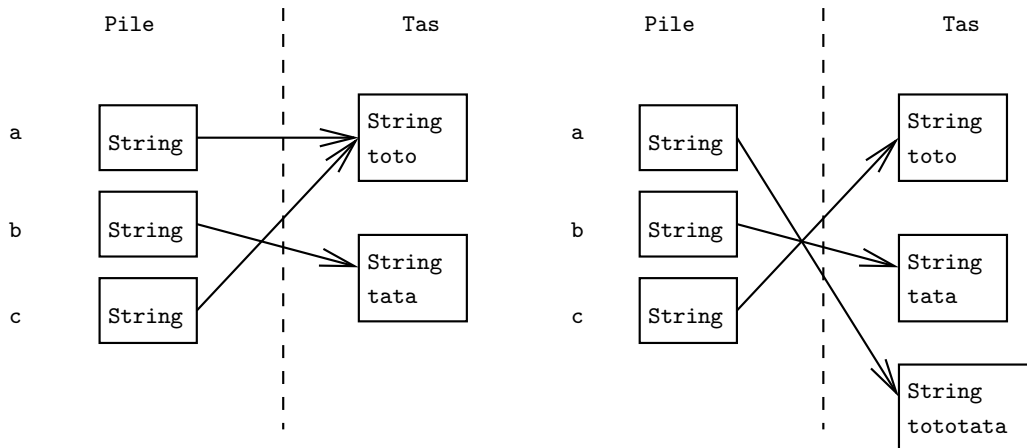 Pile Tas
a String String
toto
b String
String
tata
c String
Pile Tas
a String String
toto
b String
String
tata
c String
String
tototata